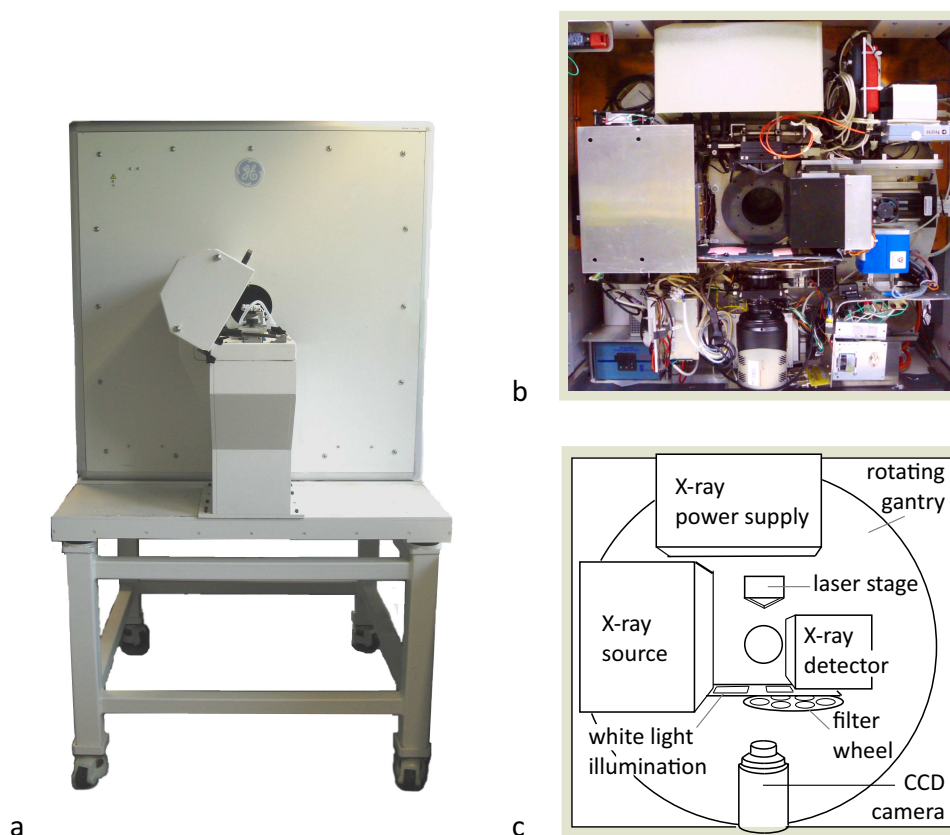 a
b
c
X-ray
power supply
rotating
gantry
laser stage
X-ray
source
X-ray
detector
white light
illumination
filter
wheel
CCD
camera